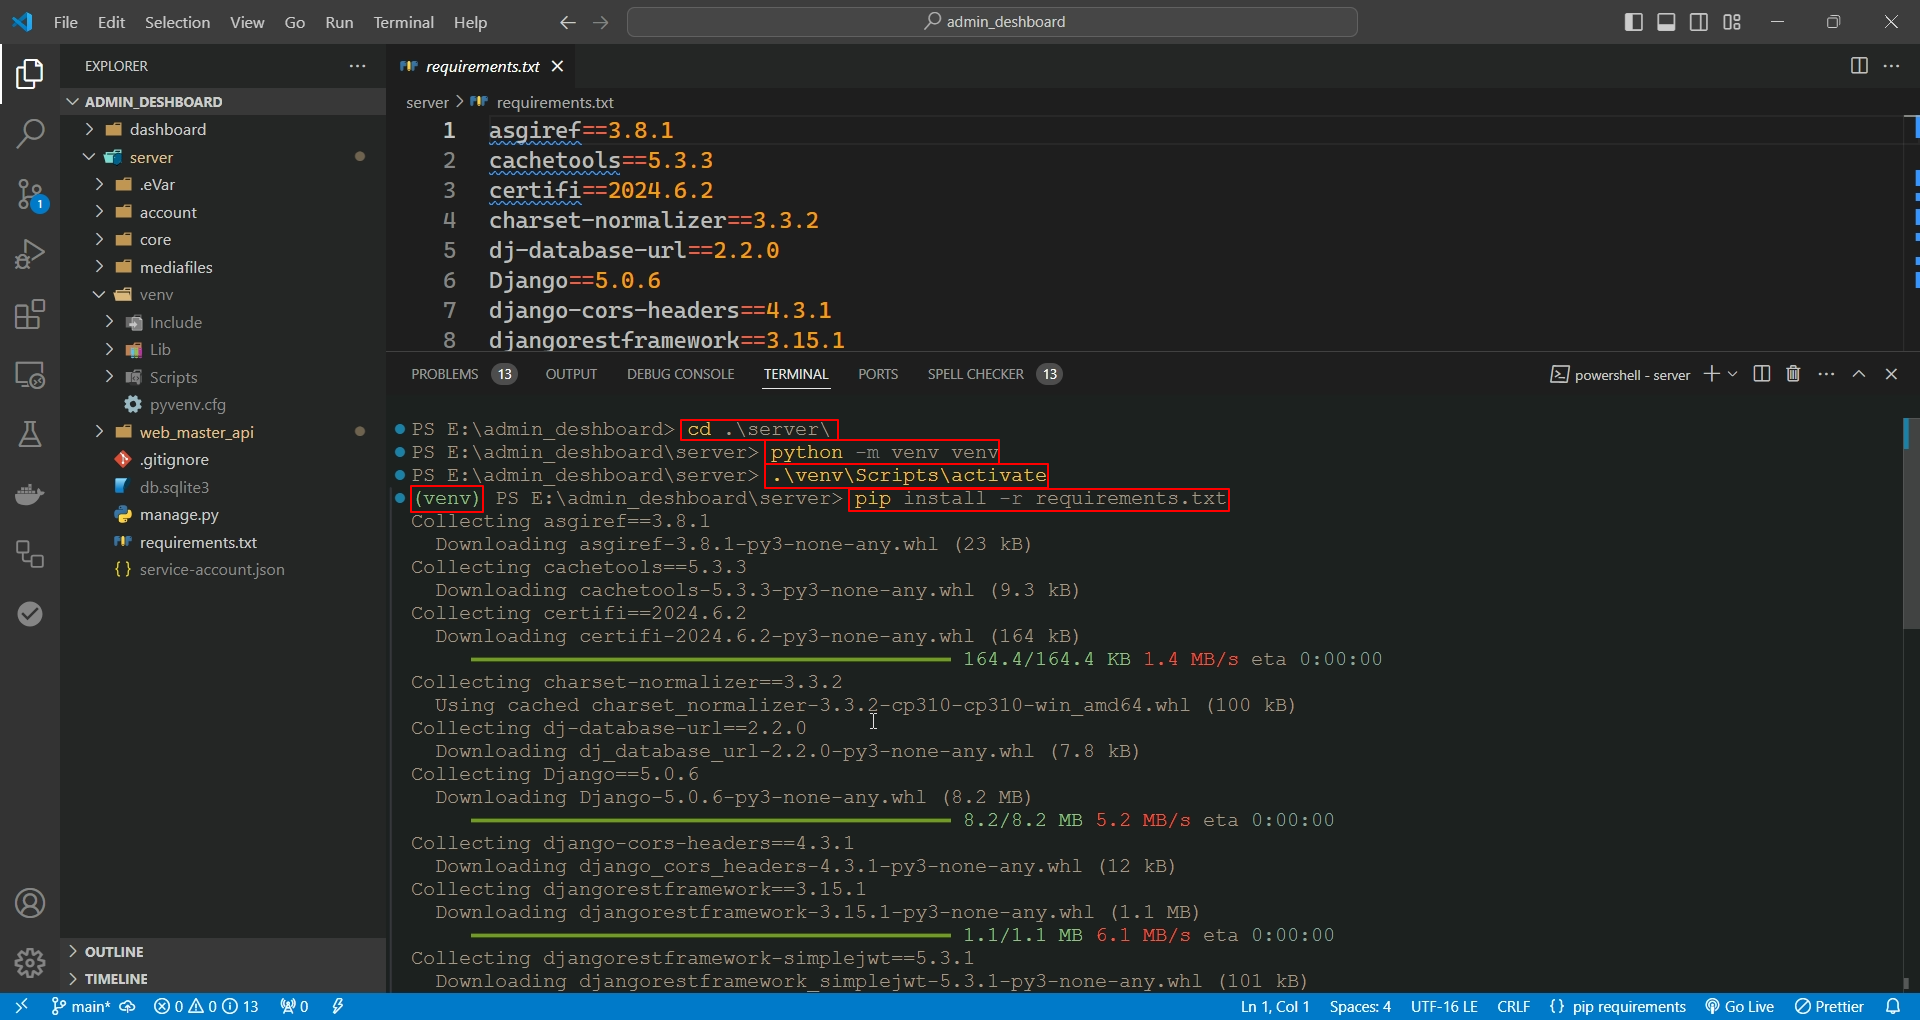 File Edit Selection View Go Run Terminal Help
admin_deshboard
EXPLORER
ADMIN_DESHBOARD
dashboard
server
.eVar
account
core
mediafiles
venv
Include
Lib
Scripts
pyvenv.cfg
web_master_api
.gitignore
db.sqlite3
manage.py
requirements.txt
service-account.json
OUTLINE
TIMELINE
1
requirements.txt
server > requirements.txt
1 asgiref==3.8.1
2 cachetools==5.3.3
3 certifi==2024.6.2
4 charset-normalizer==3.3.2
5 dj-database-url==2.2.0
6 Django==5.0.6
7 django-cors-headers==4.3.1
8 djangorestframework==3.15.1
PROBLEMS 13 OUTPUT DEBUG CONSOLE TERMINAL PORTS SPELL CHECKER 13
powershell - server
PS E:\admin_deshboard> cd .\server\
PS E:\admin_deshboard\server> python -m venv venv
PS E:\admin_deshboard\server> .\venv\Scripts\activate
(venv) PS E:\admin_deshboard\server> pip install -r requirements.txt
Collecting asgiref==3.8.1
Downloading asgiref-3.8.1-py3-none-any.whl (23 kB)
Collecting cachetools==5.3.3
Downloading cachetools-5.3.3-py3-none-any.whl (9.3 kB)
Collecting certifi==2024.6.2
Downloading certifi-2024.6.2-py3-none-any.whl (164 kB)
164.4/164.4 KB 1.4 MB/s eta 0:00:00
Collecting charset-normalizer==3.3.2
Using cached charset_normalizer-3.3.2-cp310-cp310-win_amd64.whl (100 kB)
Collecting dj-database-url==2.2.0
Downloading dj_database_url-2.2.0-py3-none-any.whl (7.8 kB)
Collecting Django==5.0.6
Downloading Django-5.0.6-py3-none-any.whl (8.2 MB)
8.2/8.2 MB 5.2 MB/s eta 0:00:00
Collecting django-cors-headers==4.3.1
Downloading django_cors_headers-4.3.1-py3-none-any.whl (12 kB)
Collecting djangorestframework==3.15.1
Downloading djangorestframework-3.15.1-py3-none-any.whl (1.1 MB)
1.1/1.1 MB 6.1 MB/s eta 0:00:00
Collecting djangorestframework-simplejwt==5.3.1
Downloading djangorestframework_simplejwt-5.3.1-py3-none-any.whl (101 kB)
main* 0 0 13 0 Ln 1, Col 1 Spaces: 4 UTF-16 LE CRLF {} pip requirements Go Live Prettier